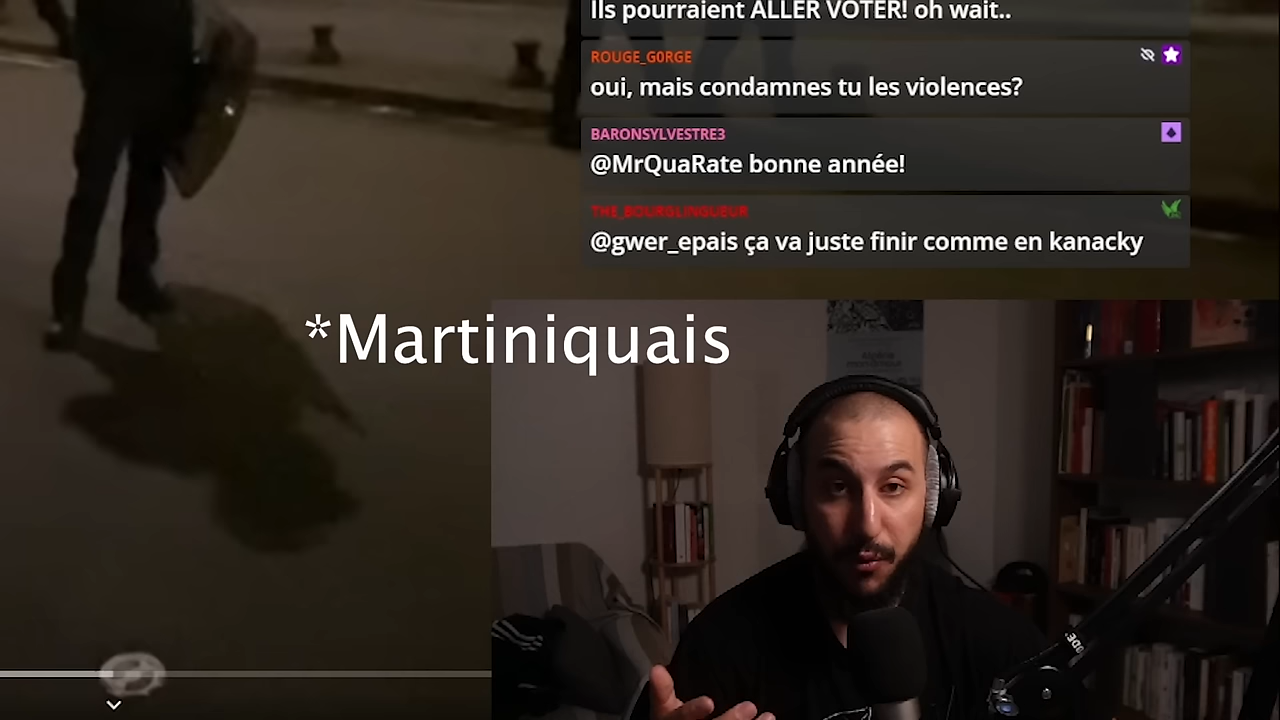 Ils pourraient ALLER VOTER! oh wait..
ROUGE_G0RGE
oui, mais condamnes tu les violences?
BARONSYLVESTRE3
@MrQuaRate bonne année!
THE_BOURGLINGUEUR
@gwer_epais ça va juste finir comme en kanacky
*Martiniquais